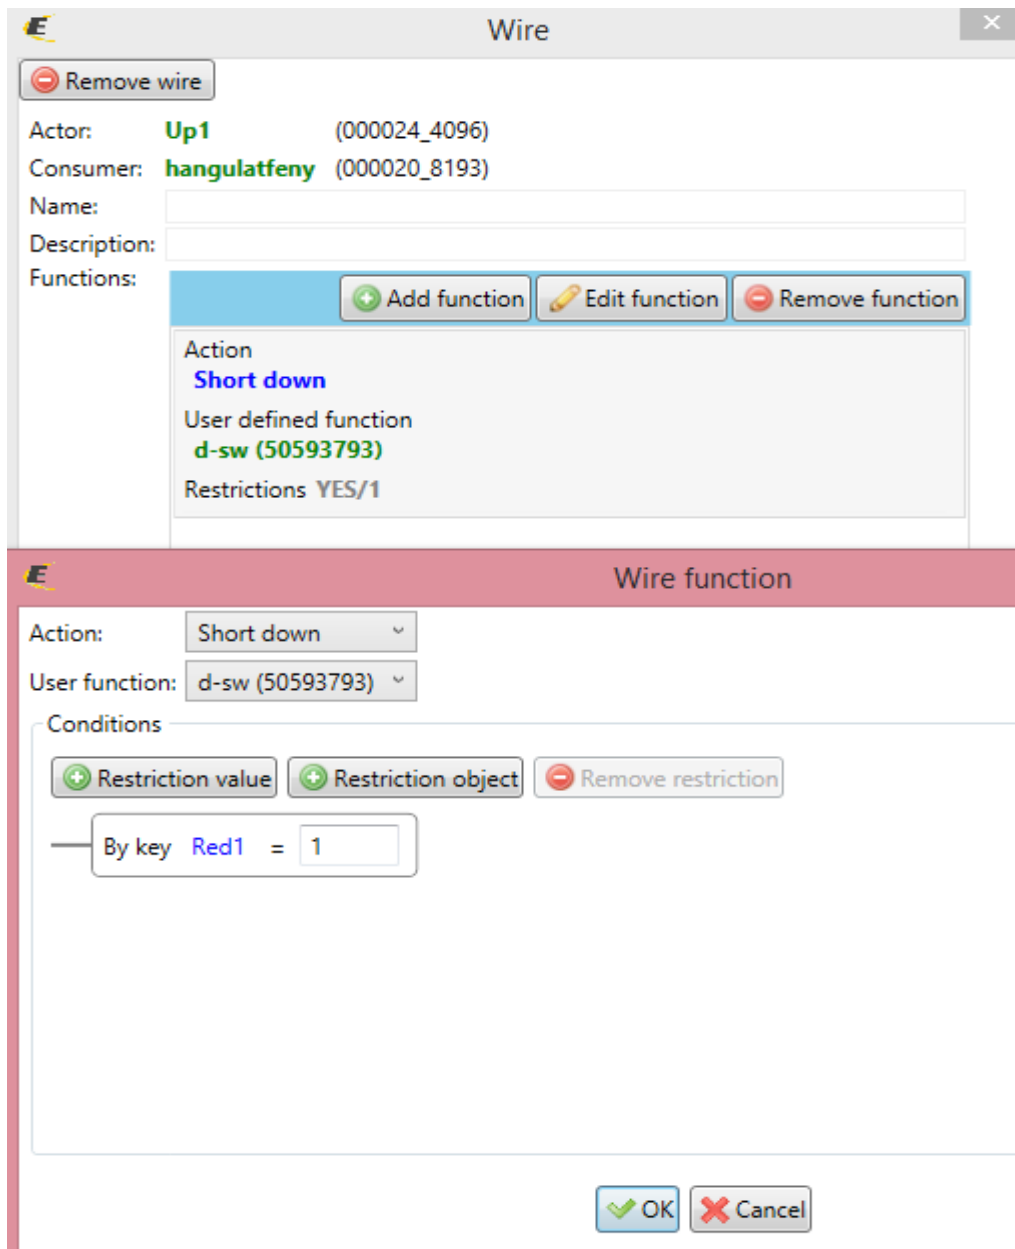 Wire
Remove wire
Actor: Up1 (000024_4096)
Consumer: hangulatfeny (000020_8193)
Name:
Description:
Functions:
Add function Edit function Remove function
Action
Short down
User defined function
d-sw (50593793)
Restrictions YES/1
Wire function
Action: Short down
User function: d-sw (50593793)
Conditions
Restriction value Restriction object Remove restriction
By key Red1 = 1
OK Cancel